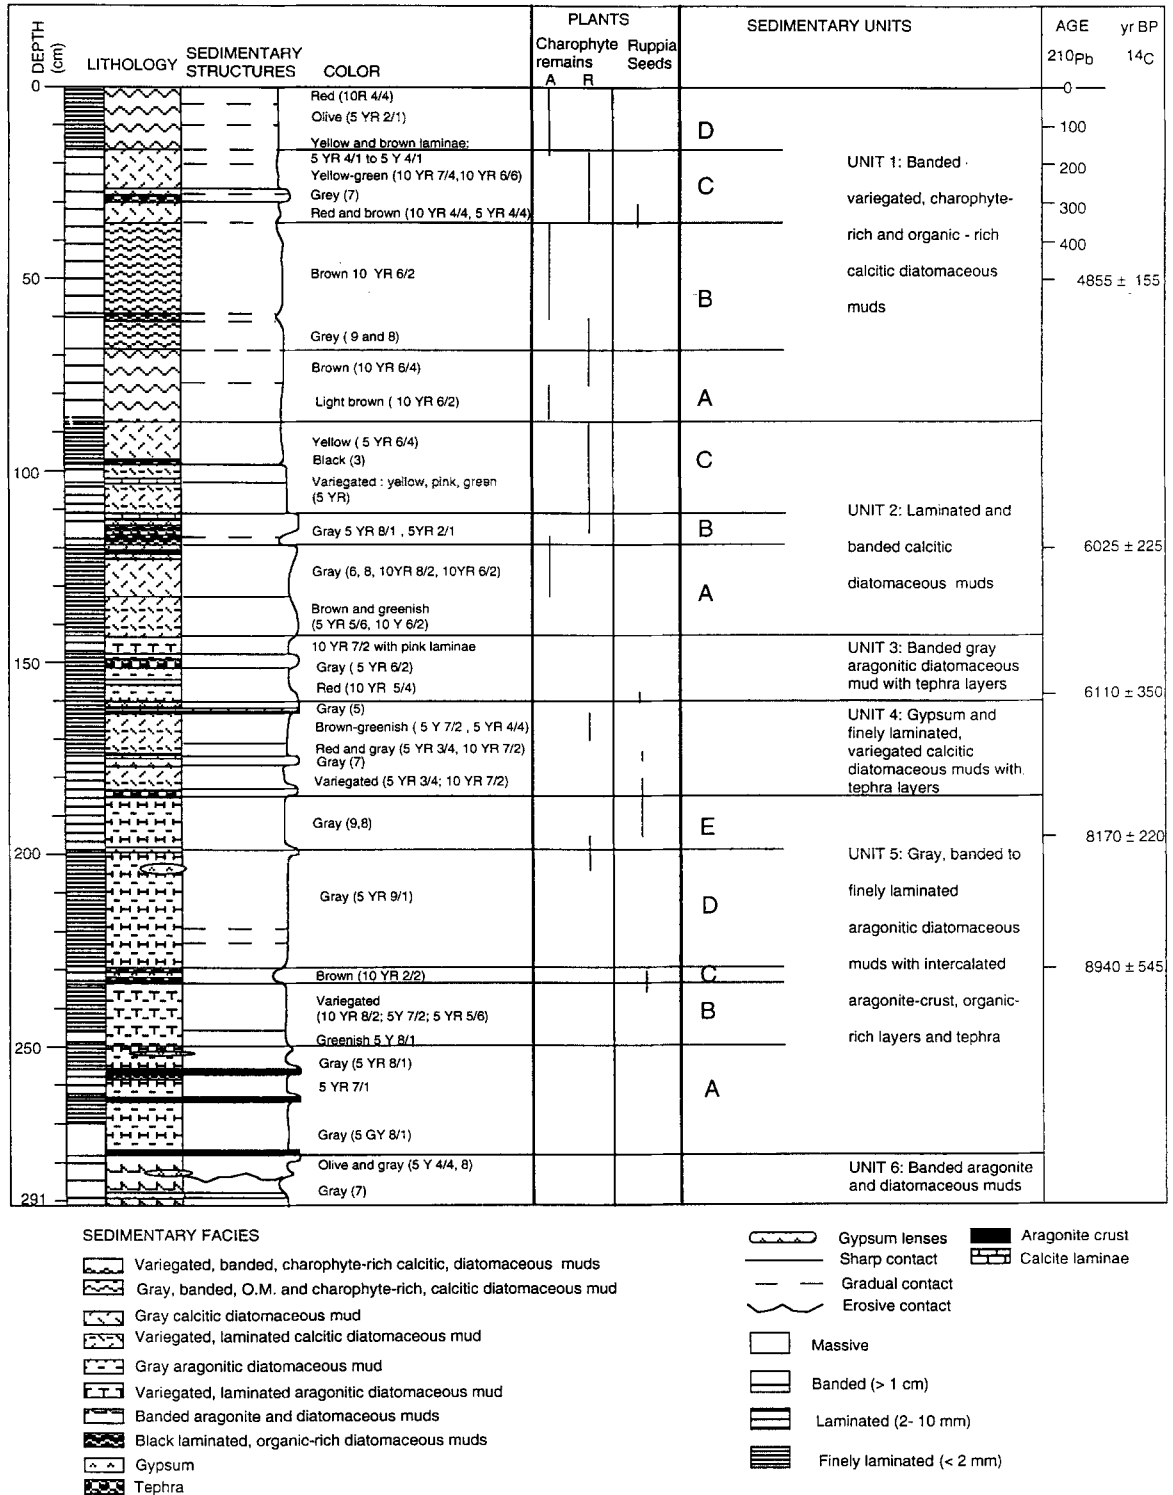 DEPTH (cm)
LITHOLOGY
SEDIMENTARY
STRUCTURES
COLOR
PLANTS
Charophyte
remains
A R
Ruppia
Seeds
SEDIMENTARY UNITS
AGE yr BP
210Pb 14C
0
50
100
150
200
250
291
Red (10R 4/4)
Olive (5 YR 2/1)
Yellow and brown laminae:
5 YR 4/1 to 5 Y 4/1
Yellow-green (10 YR 7/4,10 YR 6/6)
Grey (7)
Red and brown (10 YR 4/4, 5 YR 4/4)
Brown 10 YR 6/2
Grey ( 9 and 8)
Brown (10 YR 6/4)
Light brown ( 10 YR 6/2)
Yellow ( 5 YR 6/4)
Black (3)
Variegated : yellow, pink, green
(5 YR)
Gray 5 YR 8/1 , 5YR 2/1
Gray (6, 8, 10YR 8/2, 10YR 6/2)
Brown and greenish
(5 YR 5/6, 10 Y 6/2)
10 YR 7/2 with pink laminae
Gray ( 5 YR 6/2)
Red (10 YR 5/4)
Gray (5)
Brown-greenish ( 5 Y 7/2 , 5 YR 4/4)
Red and gray (5 YR 3/4, 10 YR 7/2)
Gray (7)
Variegated (5 YR 3/4; 10 YR 7/2)
Gray (9,8)
Gray (5 YR 9/1)
Brown (10 YR 2/2)
Variegated
(10 YR 8/2; 5Y 7/2; 5 YR 5/6)
Greenish 5 Y 8/1
Gray (5 YR 8/1)
5 YR 7/1
Gray (5 GY 8/1)
Olive and gray (5 Y 4/4, 8)
Gray (7)
D
C
B
A
C
B
A
E
D
C
B
A
UNIT 1: Banded
variegated, charophyte-
rich and organic - rich
calcitic diatomaceous
muds
UNIT 2: Laminated and
banded calcitic
diatomaceous muds
UNIT 3: Banded gray
aragonitic diatomaceous
mud with tephra layers
UNIT 4: Gypsum and
finely laminated,
variegated calcitic
diatomaceous muds with
tephra layers
UNIT 5: Gray, banded to
finely laminated
aragonitic diatomaceous
muds with intercalated
aragonite-crust, organic-
rich layers and tephra
UNIT 6: Banded aragonite
and diatomaceous muds
0
100
200
300
400
4855 ± 155
6025 ± 225
6110 ± 350
8170 ± 220
8940 ± 545
SEDIMENTARY FACIES
Variegated, banded, charophyte-rich calcitic, diatomaceous muds
Gray, banded, O.M. and charophyte-rich, calcitic diatomaceous mud
Gray calcitic diatomaceous mud
Variegated, laminated calcitic diatomaceous mud
Gray aragonitic diatomaceous mud
Variegated, laminated aragonitic diatomaceous mud
Banded aragonite and diatomaceous muds
Black laminated, organic-rich diatomaceous muds
Gypsum
Tephra
Gypsum lenses
Sharp contact
Gradual contact
Erosive contact
Aragonite crust
Calcite laminae
Massive
Banded (> 1 cm)
Laminated (2- 10 mm)
Finely laminated (< 2 mm)